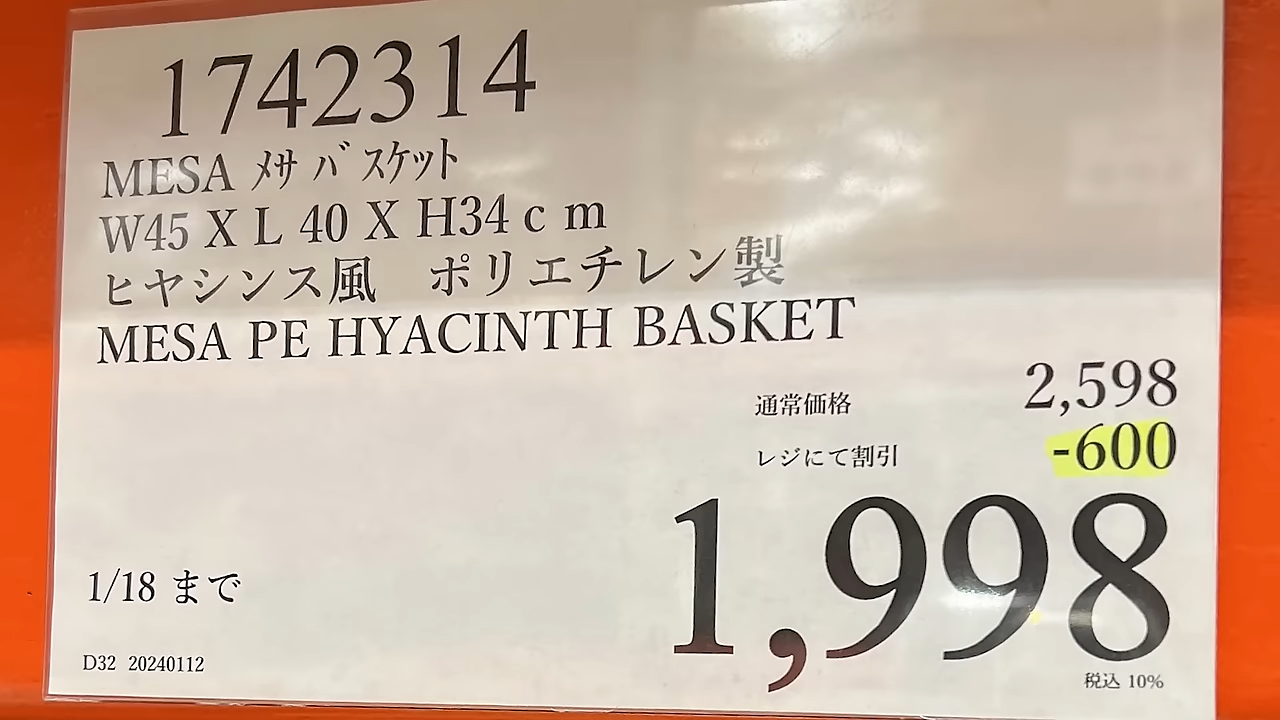 1742314
MESA ﾒｻ ﾊﾞｽｹｯﾄ
W45 X L 40 X H34ｃｍ
ヒヤシンス風　ポリエチレン製
MESA PE HYACINTH BASKET
通常価格 2,598
レジにて割引 -600
1,998
1/18 まで
税込 10%
D32 20240112